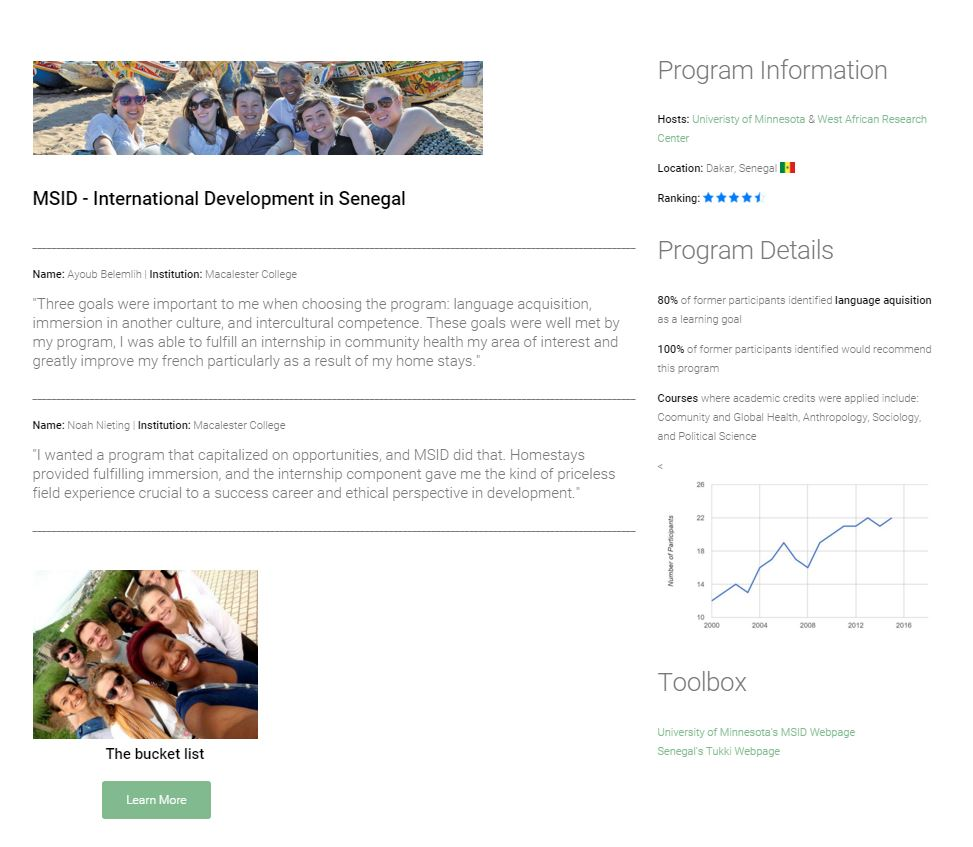 MSID - International Development in Senegal
Name: Ayoub Belemlih | Institution: Macalester College
"Three goals were important to me when choosing the program: language acquisition,
immersion in another culture, and intercultural competence. These goals were well met by
my program, I was able to fulfill an internship in community health my area of interest and
greatly improve my french particularly as a result of my home stays."
Name: Noah Nieting | Institution: Macalester College
"I wanted a program that capitalized on opportunities, and MSID did that. Homestays
provided fulfilling immersion, and the internship component gave me the kind of priceless
field experience crucial to a success career and ethical perspective in development."
The bucket list
Learn More
Program Information
Hosts: Univeristy of Minnesota & West African Research
Center
Location: Dakar, Senegal
Ranking:
Program Details
80% of former participants identified language aquisition
as a learning goal
100% of former participants identified would recommend
this program
Courses where academic credits were applied include:
Coomunity and Global Health, Anthropology, Sociology,
and Political Science
<
Number of Participants
26
22
18
14
10
2000 2004 2008 2012 2016
Toolbox
University of Minnesota's MSID Webpage
Senegal's Tukki Webpage